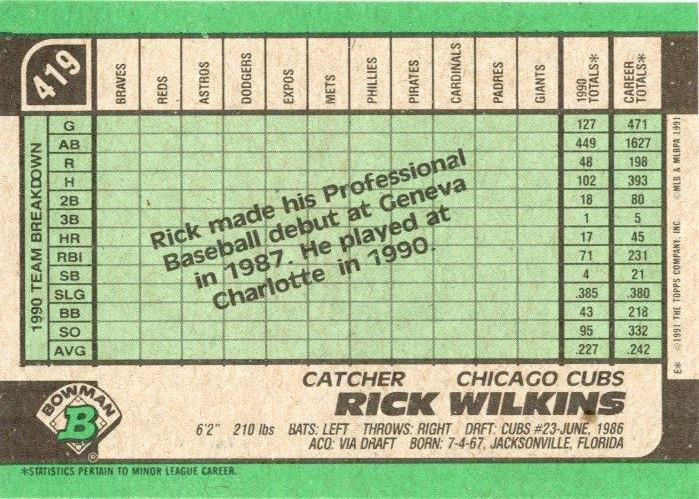 419
BRAVES REDS ASTROS DODGERS EXPOS METS PHILLIES PIRATES CARDINALS PADRES GIANTS 1990 TOTALS* CAREER TOTALS*
1990 TEAM BREAKDOWN
G 127 471
AB 449 1627
R 48 198
H 102 393
2B 18 80
3B 1 5
HR 17 45
RBI 71 231
SB 4 21
SLG .385 .380
BB 43 218
SO 95 332
AVG .227 .242
Rick made his Professional
Baseball debut at Geneva
in 1987. He played at
Charlotte in 1990.
E* ©1991 THE TOPPS COMPANY, INC. ©MLB & MLBPA 1991
BOWMAN
B
®
CATCHER CHICAGO CUBS
RICK WILKINS
6'2" 210 lbs BATS: LEFT THROWS: RIGHT DRFT: CUBS #23-JUNE, 1986
ACQ: VIA DRAFT BORN: 7-4-67, JACKSONVILLE, FLORIDA
*STATISTICS PERTAIN TO MINOR LEAGUE CAREER.